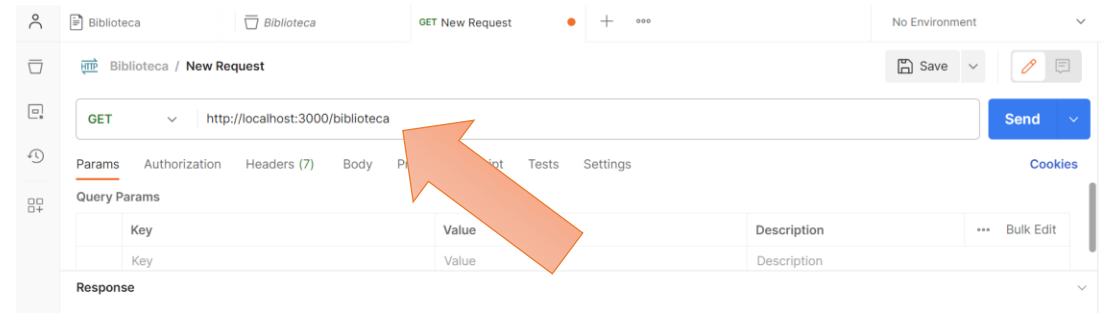 Biblioteca Biblioteca GET New Request No Environment
HTTP Biblioteca / New Request Save
GET http://localhost:3000/biblioteca Send
Params Authorization Headers (7) Body Tests Settings Cookies
Query Params
Key Value Description Bulk Edit
Key Value Description
Response